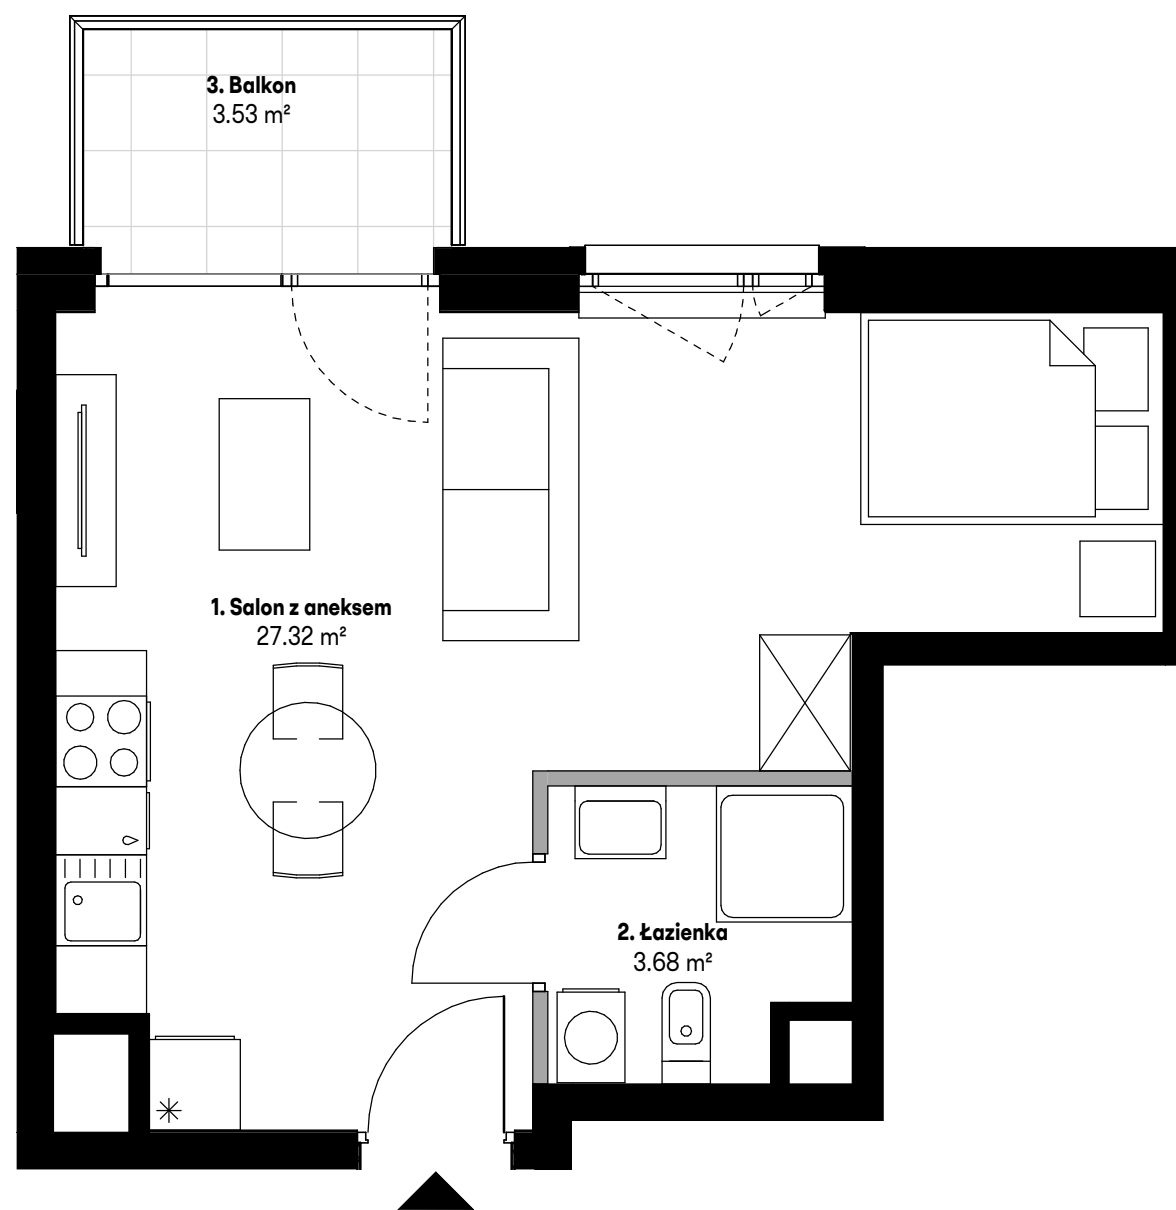 3. Balkon
3.53 m²
1. Salon z aneksem
27.32 m²
2. Łazienka
3.68 m²